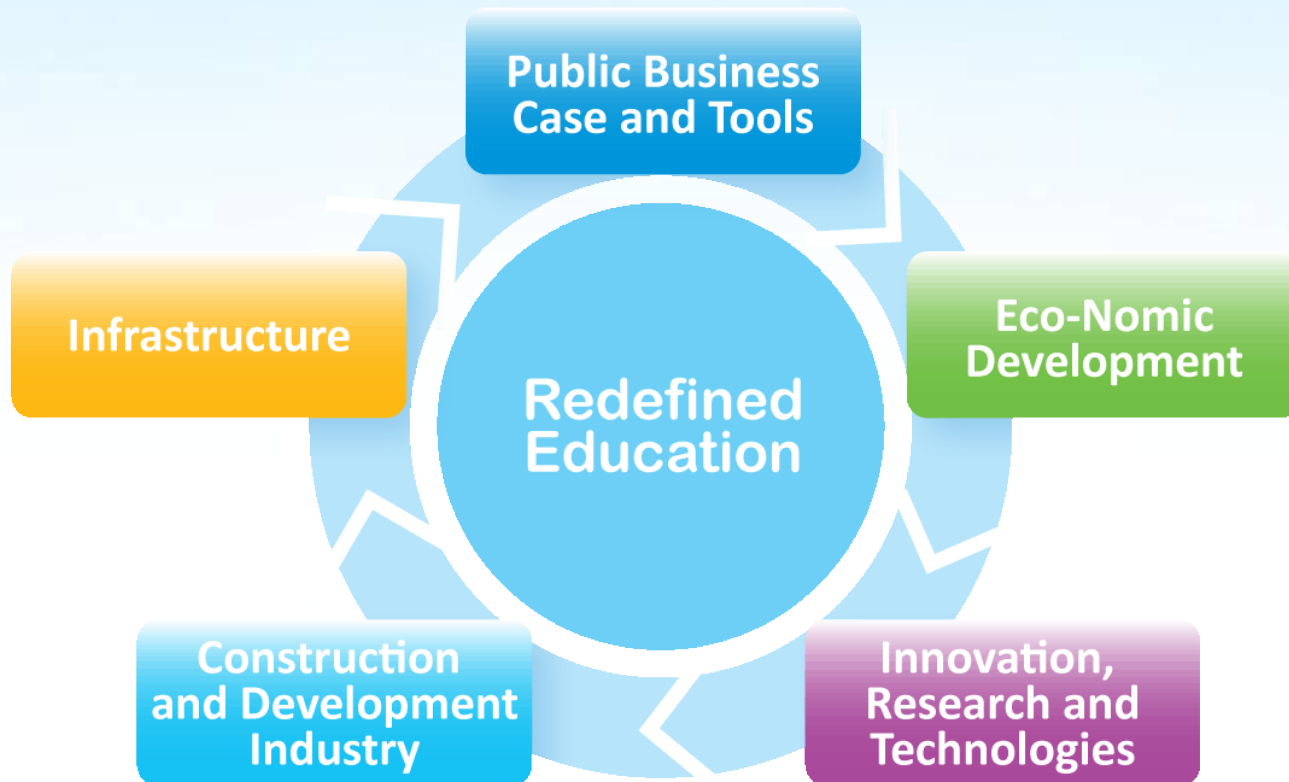 Public Business
Case and Tools
Infrastructure
Eco-Nomic
Development
Redefined
Education
Construction
and Development
Industry
Innovation,
Research and
Technologies